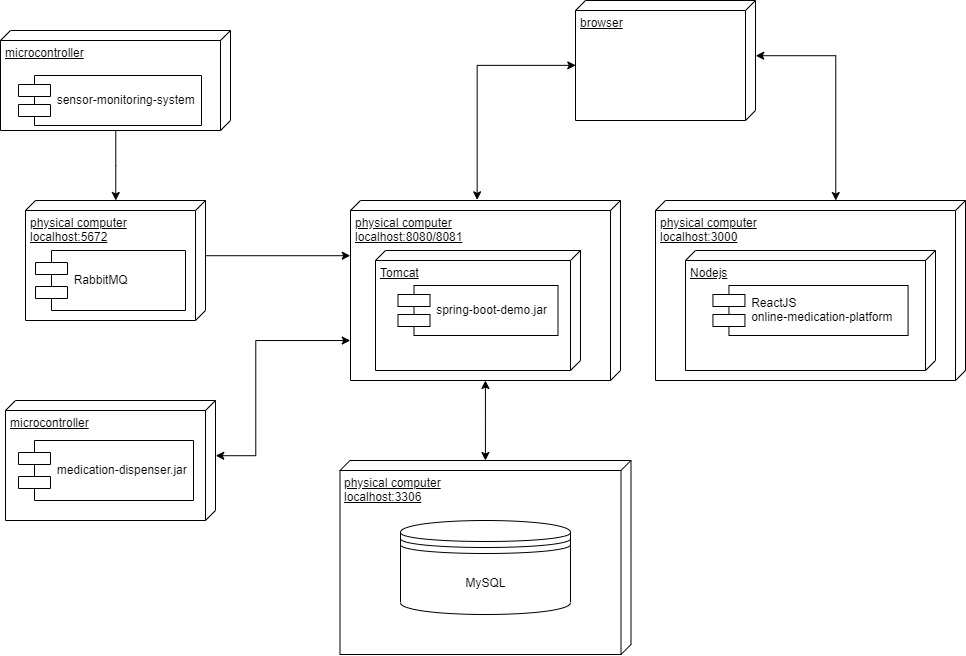 browser
microcontroller
sensor-monitoring-system
physical computer
localhost:5672
RabbitMQ
physical computer
localhost:8080/8081
Tomcat
spring-boot-demo.jar
physical computer
localhost:3000
Nodejs
ReactJS
online-medication-platform
microcontroller
medication-dispenser.jar
physical computer
localhost:3306
MySQL